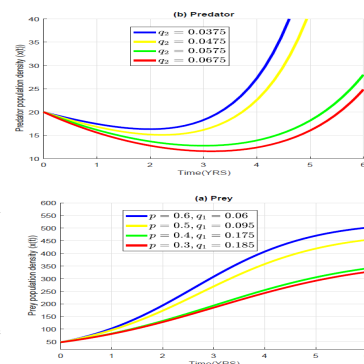 (b) Predator
Predator population density (x(t))
40
35
30
25
20
15
10
q₂ = 0.0375
q₂ = 0.0475
q₂ = 0.0575
q₂ = 0.0675
0 1 2 3 4 5 6
Time(YRS)
(a) Prey
Prey population density (x(t))
600
550
500
450
400
350
300
250
200
150
100
50
p = 0.6, q₁ = 0.06
p = 0.5, q₁ = 0.095
p = 0.4, q₁ = 0.175
p = 0.3, q₁ = 0.185
0 1 2 3 4 5
Time(YRS)